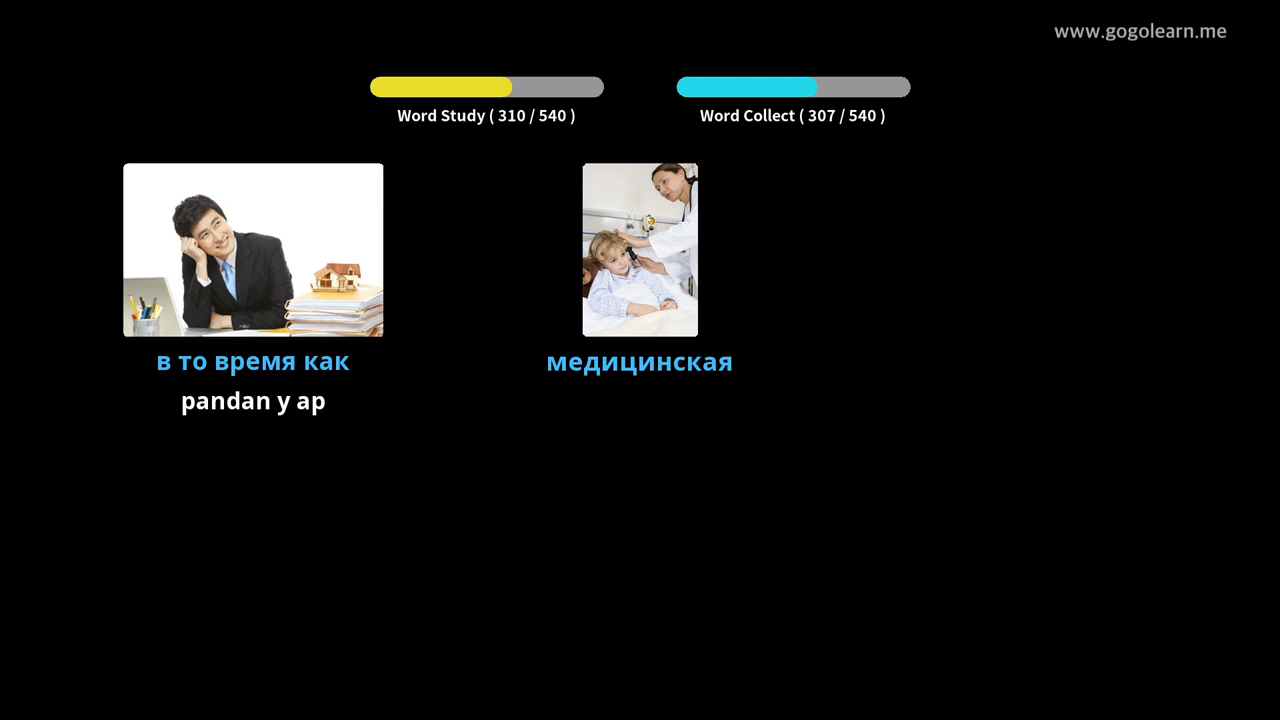 www.gogolearn.me
Word Study ( 310 / 540 )
Word Collect ( 307 / 540 )
в то время как
pandan y ap
медицинская